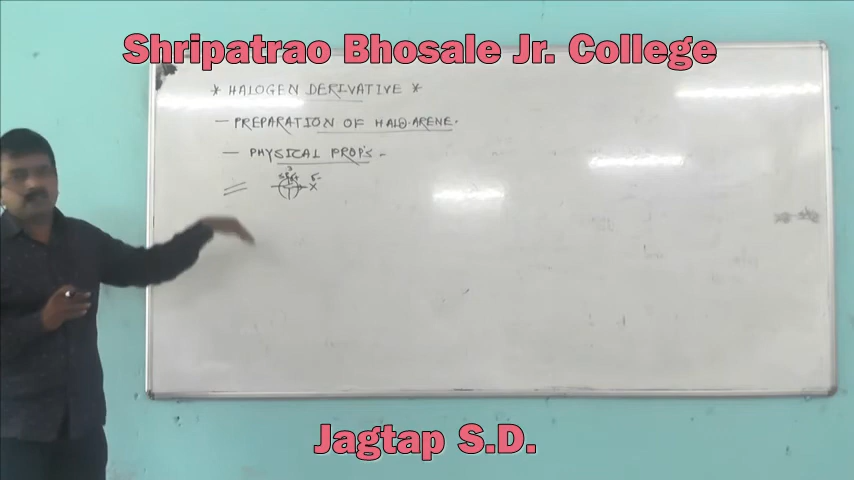 Shripatrao Bhosale Jr. College
* HALOGEN DERIVATIVE *
- PREPARATION OF HALO-ARENE.
- PHYSICAL PROP'S -
X
Jagtap S.D.